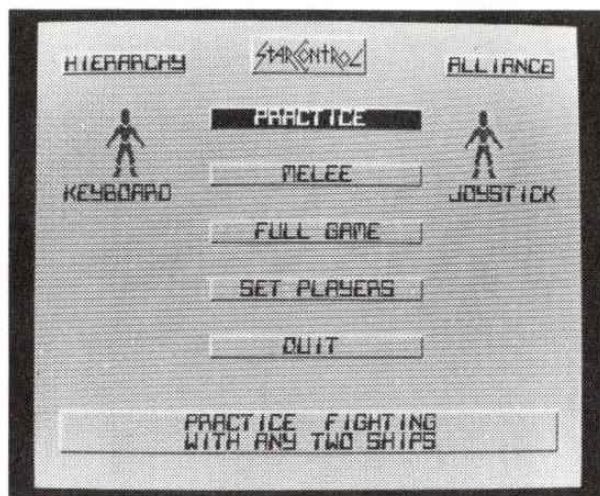 HIERARCHY
STARCONTROL
ALLIANCE
PRACTICE
KEYBOARD
JOYSTICK
MELEE
FULL GAME
SET PLAYERS
QUIT
PRACTICE FIGHTING
WITH ANY TWO SHIPS